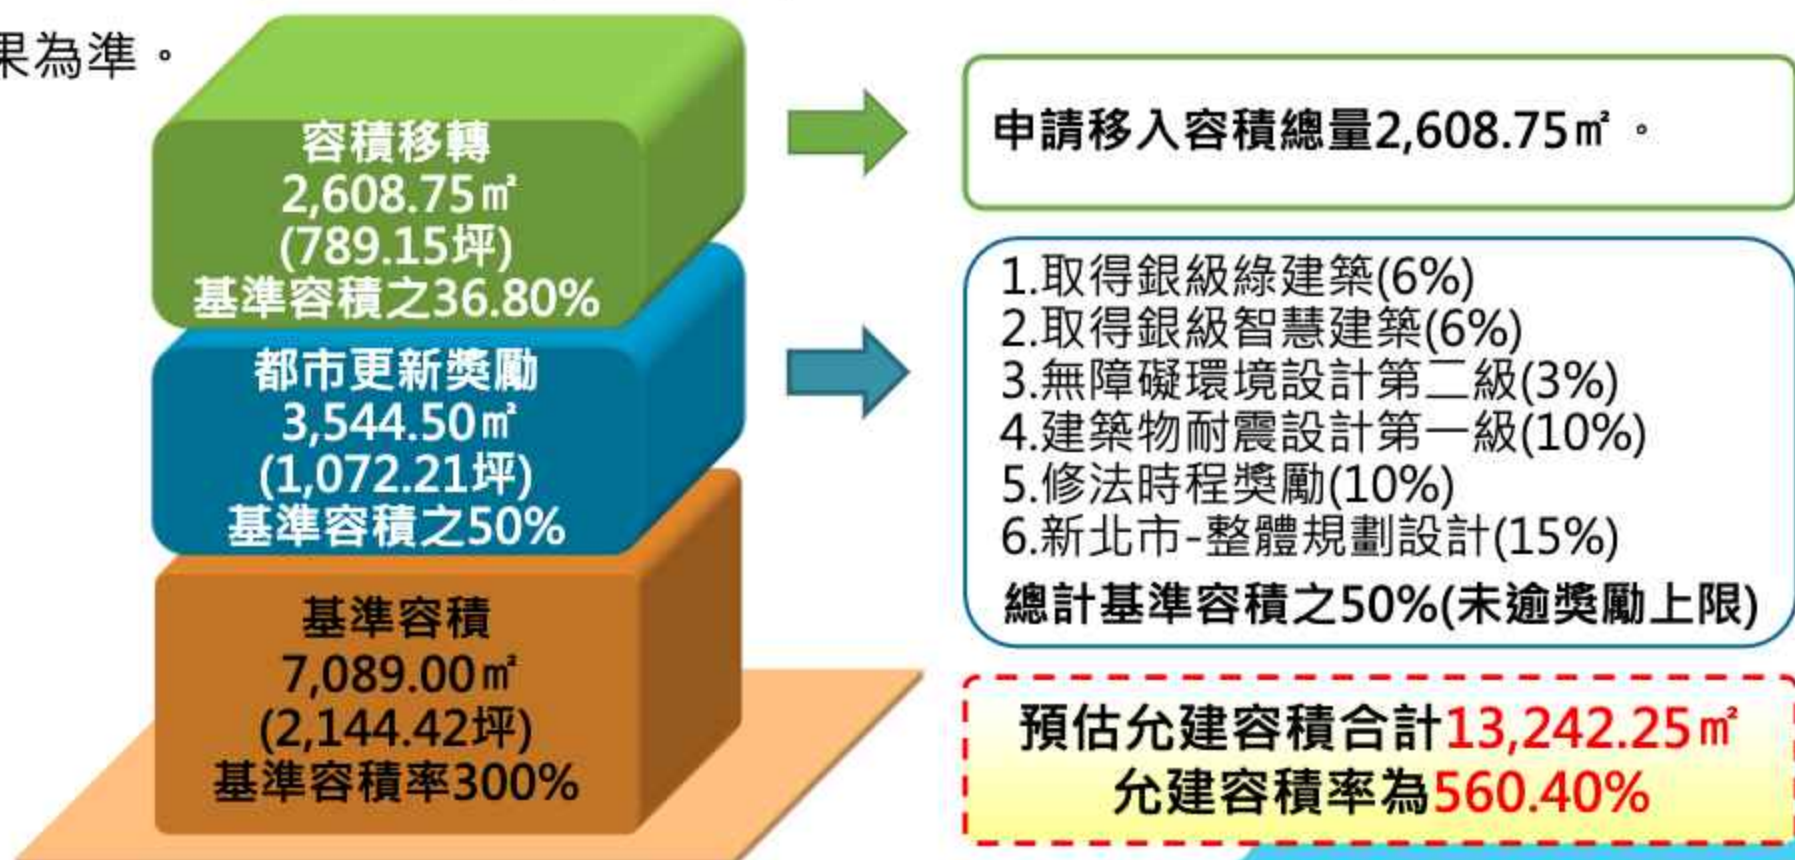 果為準。
容積移轉
2,608.75㎡
(789.15坪)
基準容積之36.80%
申請移入容積總量2,608.75㎡。
都市更新獎勵
3,544.50㎡
(1,072.21坪)
基準容積之50%
1.取得銀級綠建築(6%)
2.取得銀級智慧建築(6%)
3.無障礙環境設計第二級(3%)
4.建築物耐震設計第一級(10%)
5.修法時程獎勵(10%)
6.新北市-整體規劃設計(15%)
總計基準容積之50%(未逾獎勵上限)
基準容積
7,089.00㎡
(2,144.42坪)
基準容積率300%
預估允建容積合計13,242.25㎡
允建容積率為560.40%